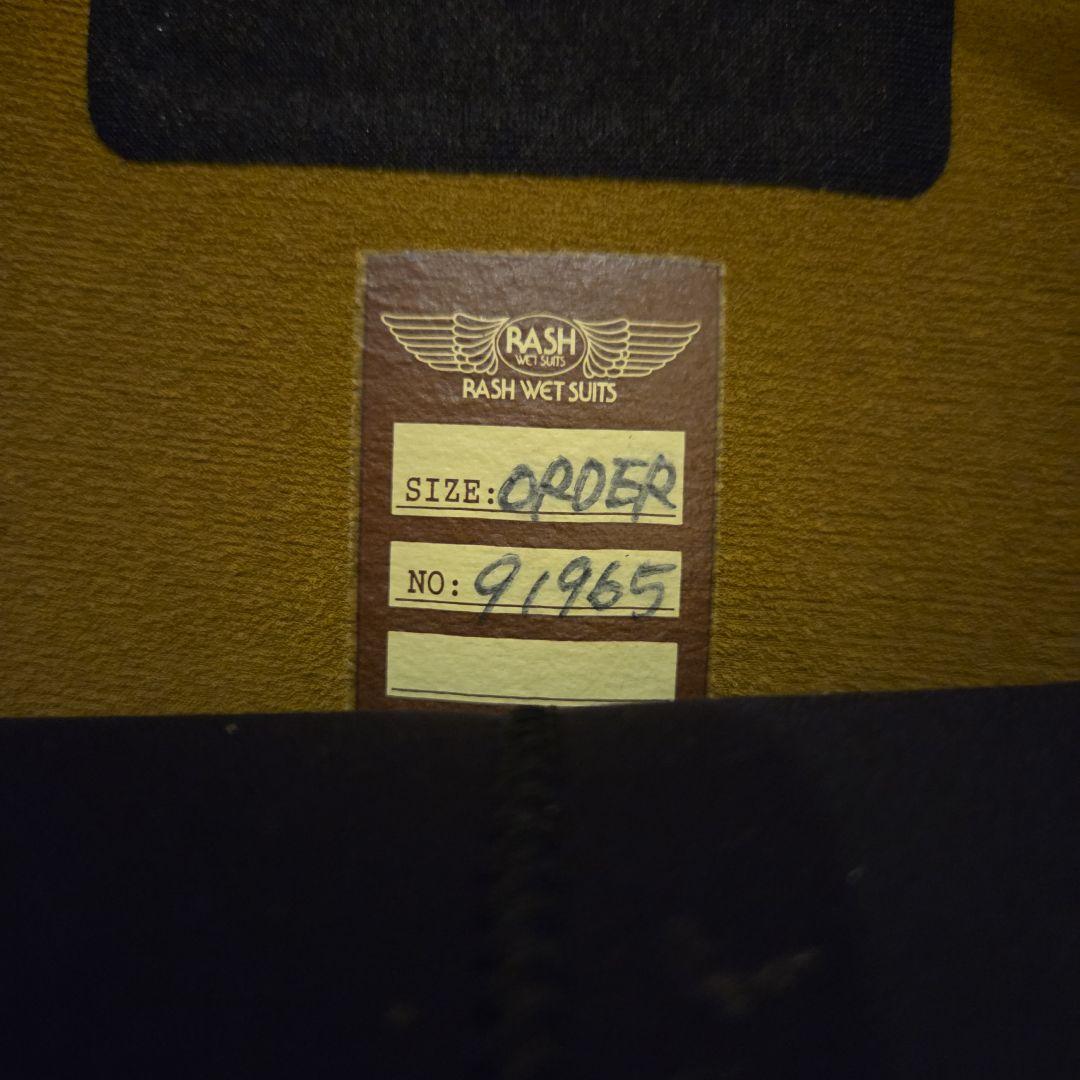 RASH
WET SUITS
RASH WET SUITS
SIZE: ORDER
NO: 91965